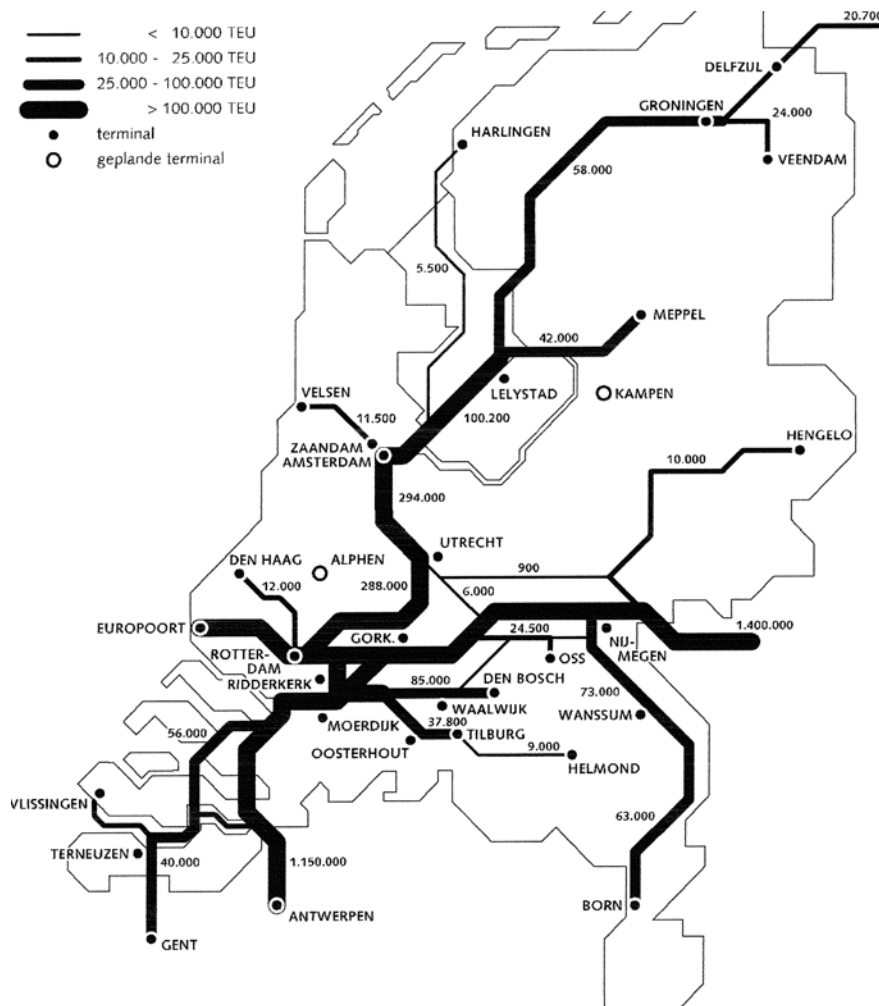 < 10.000 TEU
10.000 - 25.000 TEU
25.000 - 100.000 TEU
> 100.000 TEU
terminal
geplande terminal
20.700
DELFZIJL
GRONINGEN
24.000
HARLINGEN
VEENDAM
58.000
5.500
MEPPEL
42.000
VELSEN
LELYSTAD
KAMPEN
11.500
100.200
ZAANDAM
AMSTERDAM
HENGELO
10.000
294.000
UTRECHT
DEN HAAG
ALPHEN
900
12.000
288.000
6.000
EUROPOORT
GORK.
24.500
1.400.000
ROTTER-
DAM
NIJ-
MEGEN
OSS
RIDDERKERK
85.000
DEN BOSCH
73.000
WAALWIJK
WANSSUM
MOERDIJK
37.800
56.000
TILBURG
OOSTERHOUT
9.000
HELMOND
VLISSINGEN
63.000
TERNEUZEN
40.000
1.150.000
ANTWERPEN
BORN
GENT